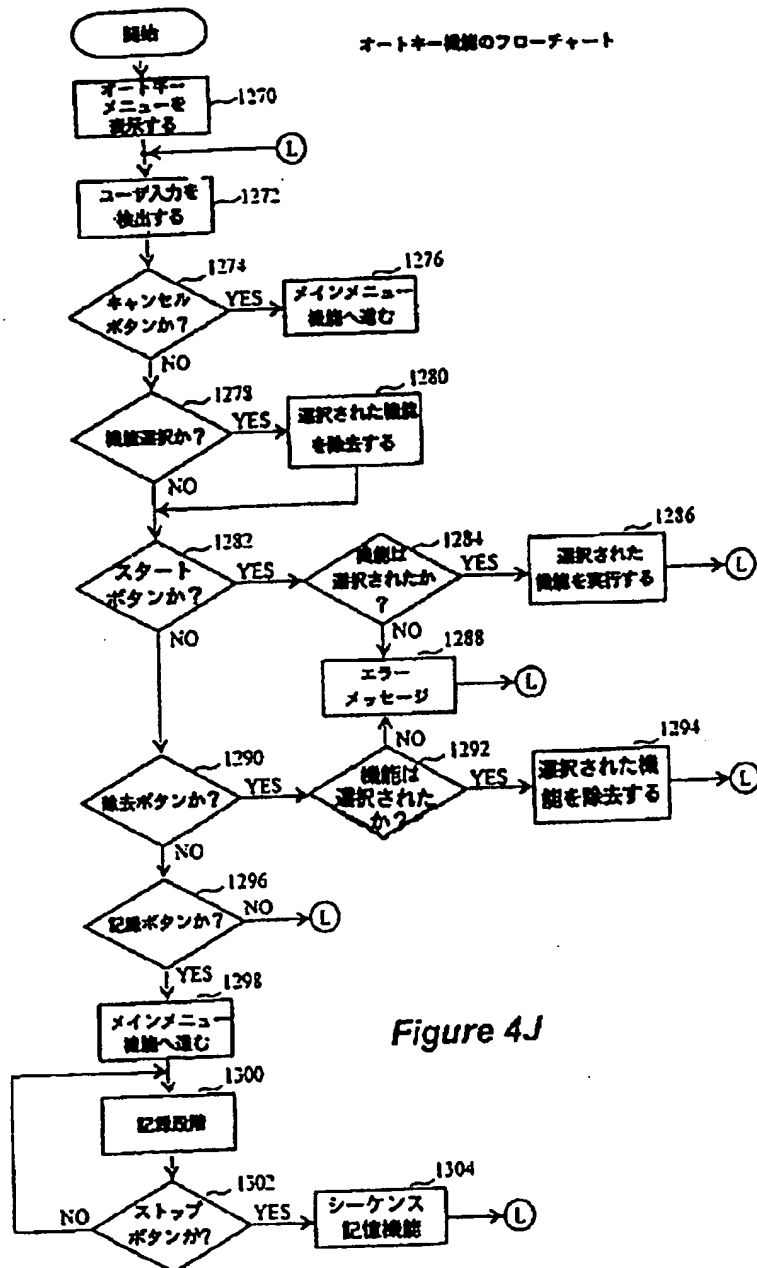 開始
オートキー機能のフローチャート
オートキー
メニューを
表示する
1270
L
ユーザ入力を
検出する
1272
1274
キャンセル
ボタンか?
YES
1276
メインメニュー
機能へ進む
NO
1278
機能選択か?
YES
1280
選択された機能
を除去する
NO
1282
スタート
ボタンか?
YES
1284
機能は
選択されたか
?
YES
1286
選択された
機能を実行する
L
NO
NO
1288
エラー
メッセージ
L
NO
1290
除去ボタンか?
YES
1292
機能は
選択された
か?
YES
1294
選択された機
能を除去する
L
NO
1296
記録ボタンか?
NO
L
YES
1298
メインメニュー
機能へ進む
Figure 4J
1300
記録段階
1302
ストップ
ボタンか?
NO
YES
1304
シーケンス
記憶機能
L